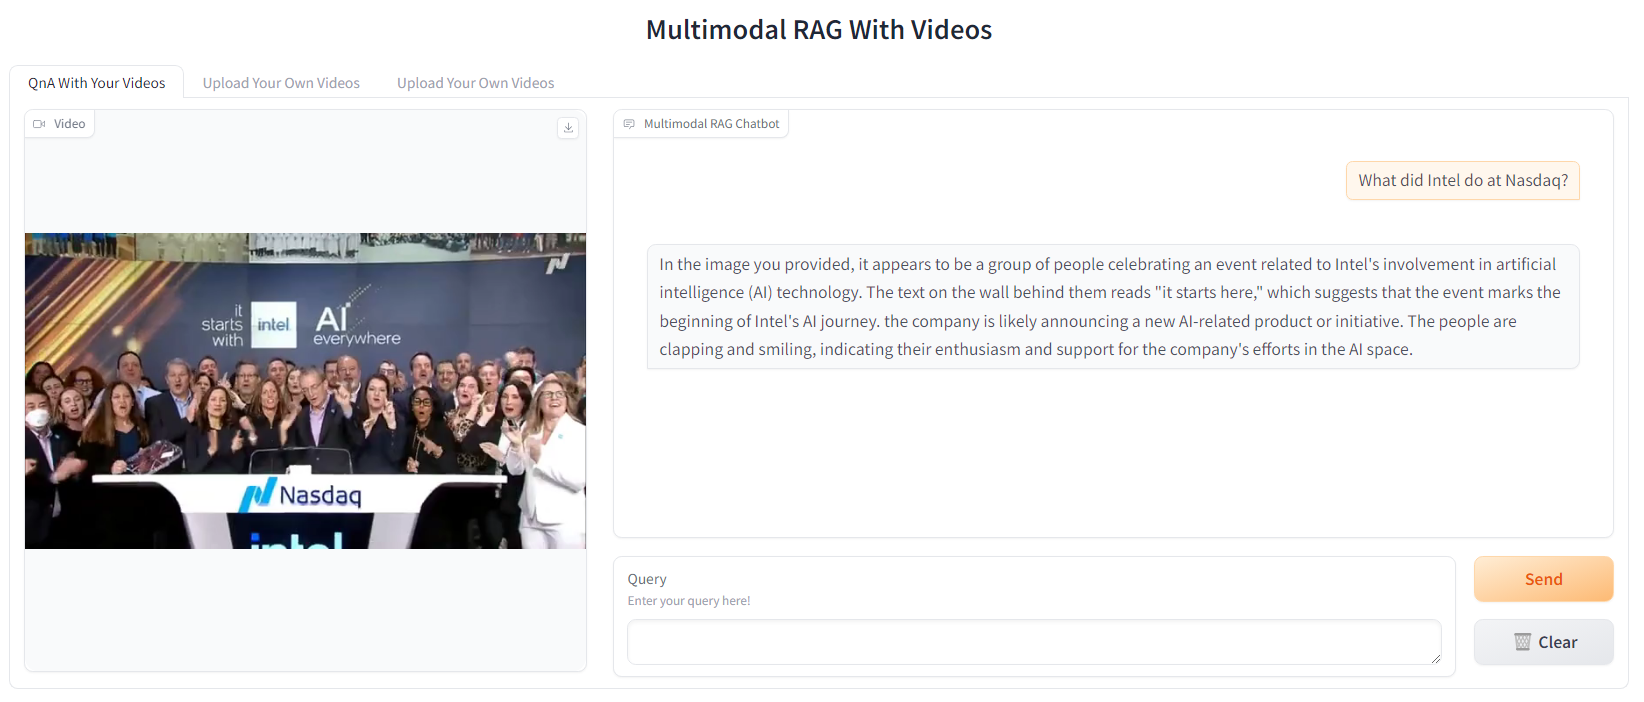 Multimodal RAG With Videos
QnA With Your Videos
Upload Your Own Videos
Upload Your Own Videos
Video
it
starts
with
intel.
AI
everywhere
Nasdaq
intel
Multimodal RAG Chatbot
What did Intel do at Nasdaq?
In the image you provided, it appears to be a group of people celebrating an event related to Intel's involvement in artificial
intelligence (AI) technology. The text on the wall behind them reads "it starts here," which suggests that the event marks the
beginning of Intel's AI journey. the company is likely announcing a new AI-related product or initiative. The people are
clapping and smiling, indicating their enthusiasm and support for the company's efforts in the AI space.
Query
Enter your query here!
Send
Clear